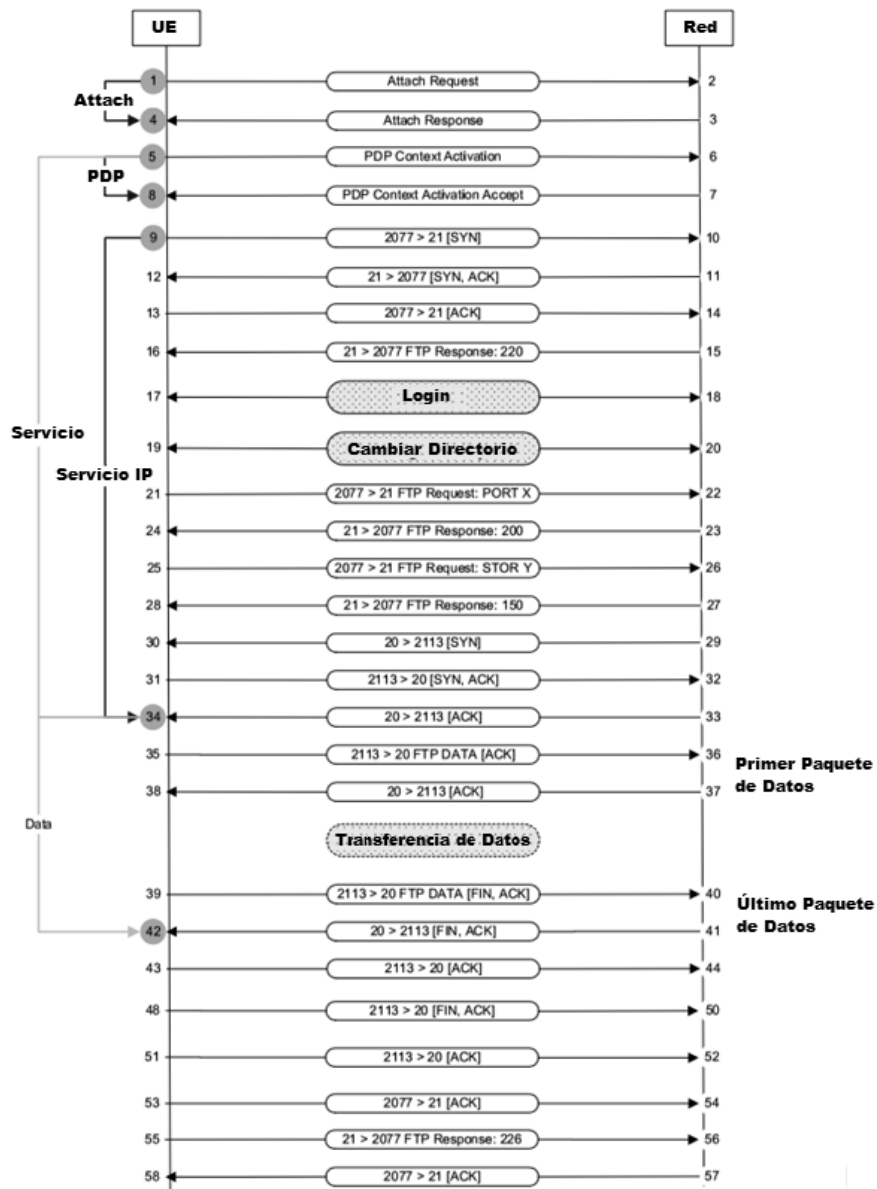 UE Red
1 Attach Request 2
Attach
4 Attach Response 3
5 PDP Context Activation 6
PDP
8 PDP Context Activation Accept 7
9 2077 > 21 [SYN] 10
12 21 > 2077 [SYN, ACK] 11
13 2077 > 21 [ACK] 14
16 21 > 2077 FTP Response: 220 15
17 Login 18
Servicio
19 Cambiar Directorio 20
Servicio IP
21 2077 > 21 FTP Request: PORT X 22
24 21 > 2077 FTP Response: 200 23
25 2077 > 21 FTP Request: STOR Y 26
28 21 > 2077 FTP Response: 150 27
30 20 > 2113 [SYN] 29
31 2113 > 20 [SYN, ACK] 32
34 20 > 2113 [ACK] 33
35 2113 > 20 FTP DATA [ACK] 36
Primer Paquete
de Datos
38 20 > 2113 [ACK] 37
Data
Transferencia de Datos
39 2113 > 20 FTP DATA [FIN, ACK] 40
Último Paquete
de Datos
42 20 > 2113 [FIN, ACK] 41
43 2113 > 20 [ACK] 44
48 2113 > 20 [FIN, ACK] 50
51 2113 > 20 [ACK] 52
53 2077 > 21 [ACK] 54
55 21 > 2077 FTP Response: 226 56
58 2077 > 21 [ACK] 57